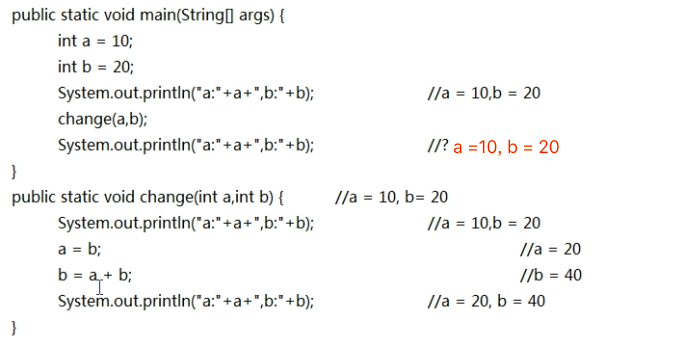 public static void main(String[] args) {
int a = 10;
int b = 20;
System.out.println("a:"+a+",b:"+b); //a = 10,b = 20
change(a,b);
System.out.println("a:"+a+",b:"+b); //? a =10, b = 20
}
public static void change(int a,int b) { //a = 10, b= 20
System.out.println("a:"+a+",b:"+b); //a = 10,b = 20
a = b; //a = 20
b = a + b; //b = 40
System.out.println("a:"+a+",b:"+b); //a = 20, b = 40
}